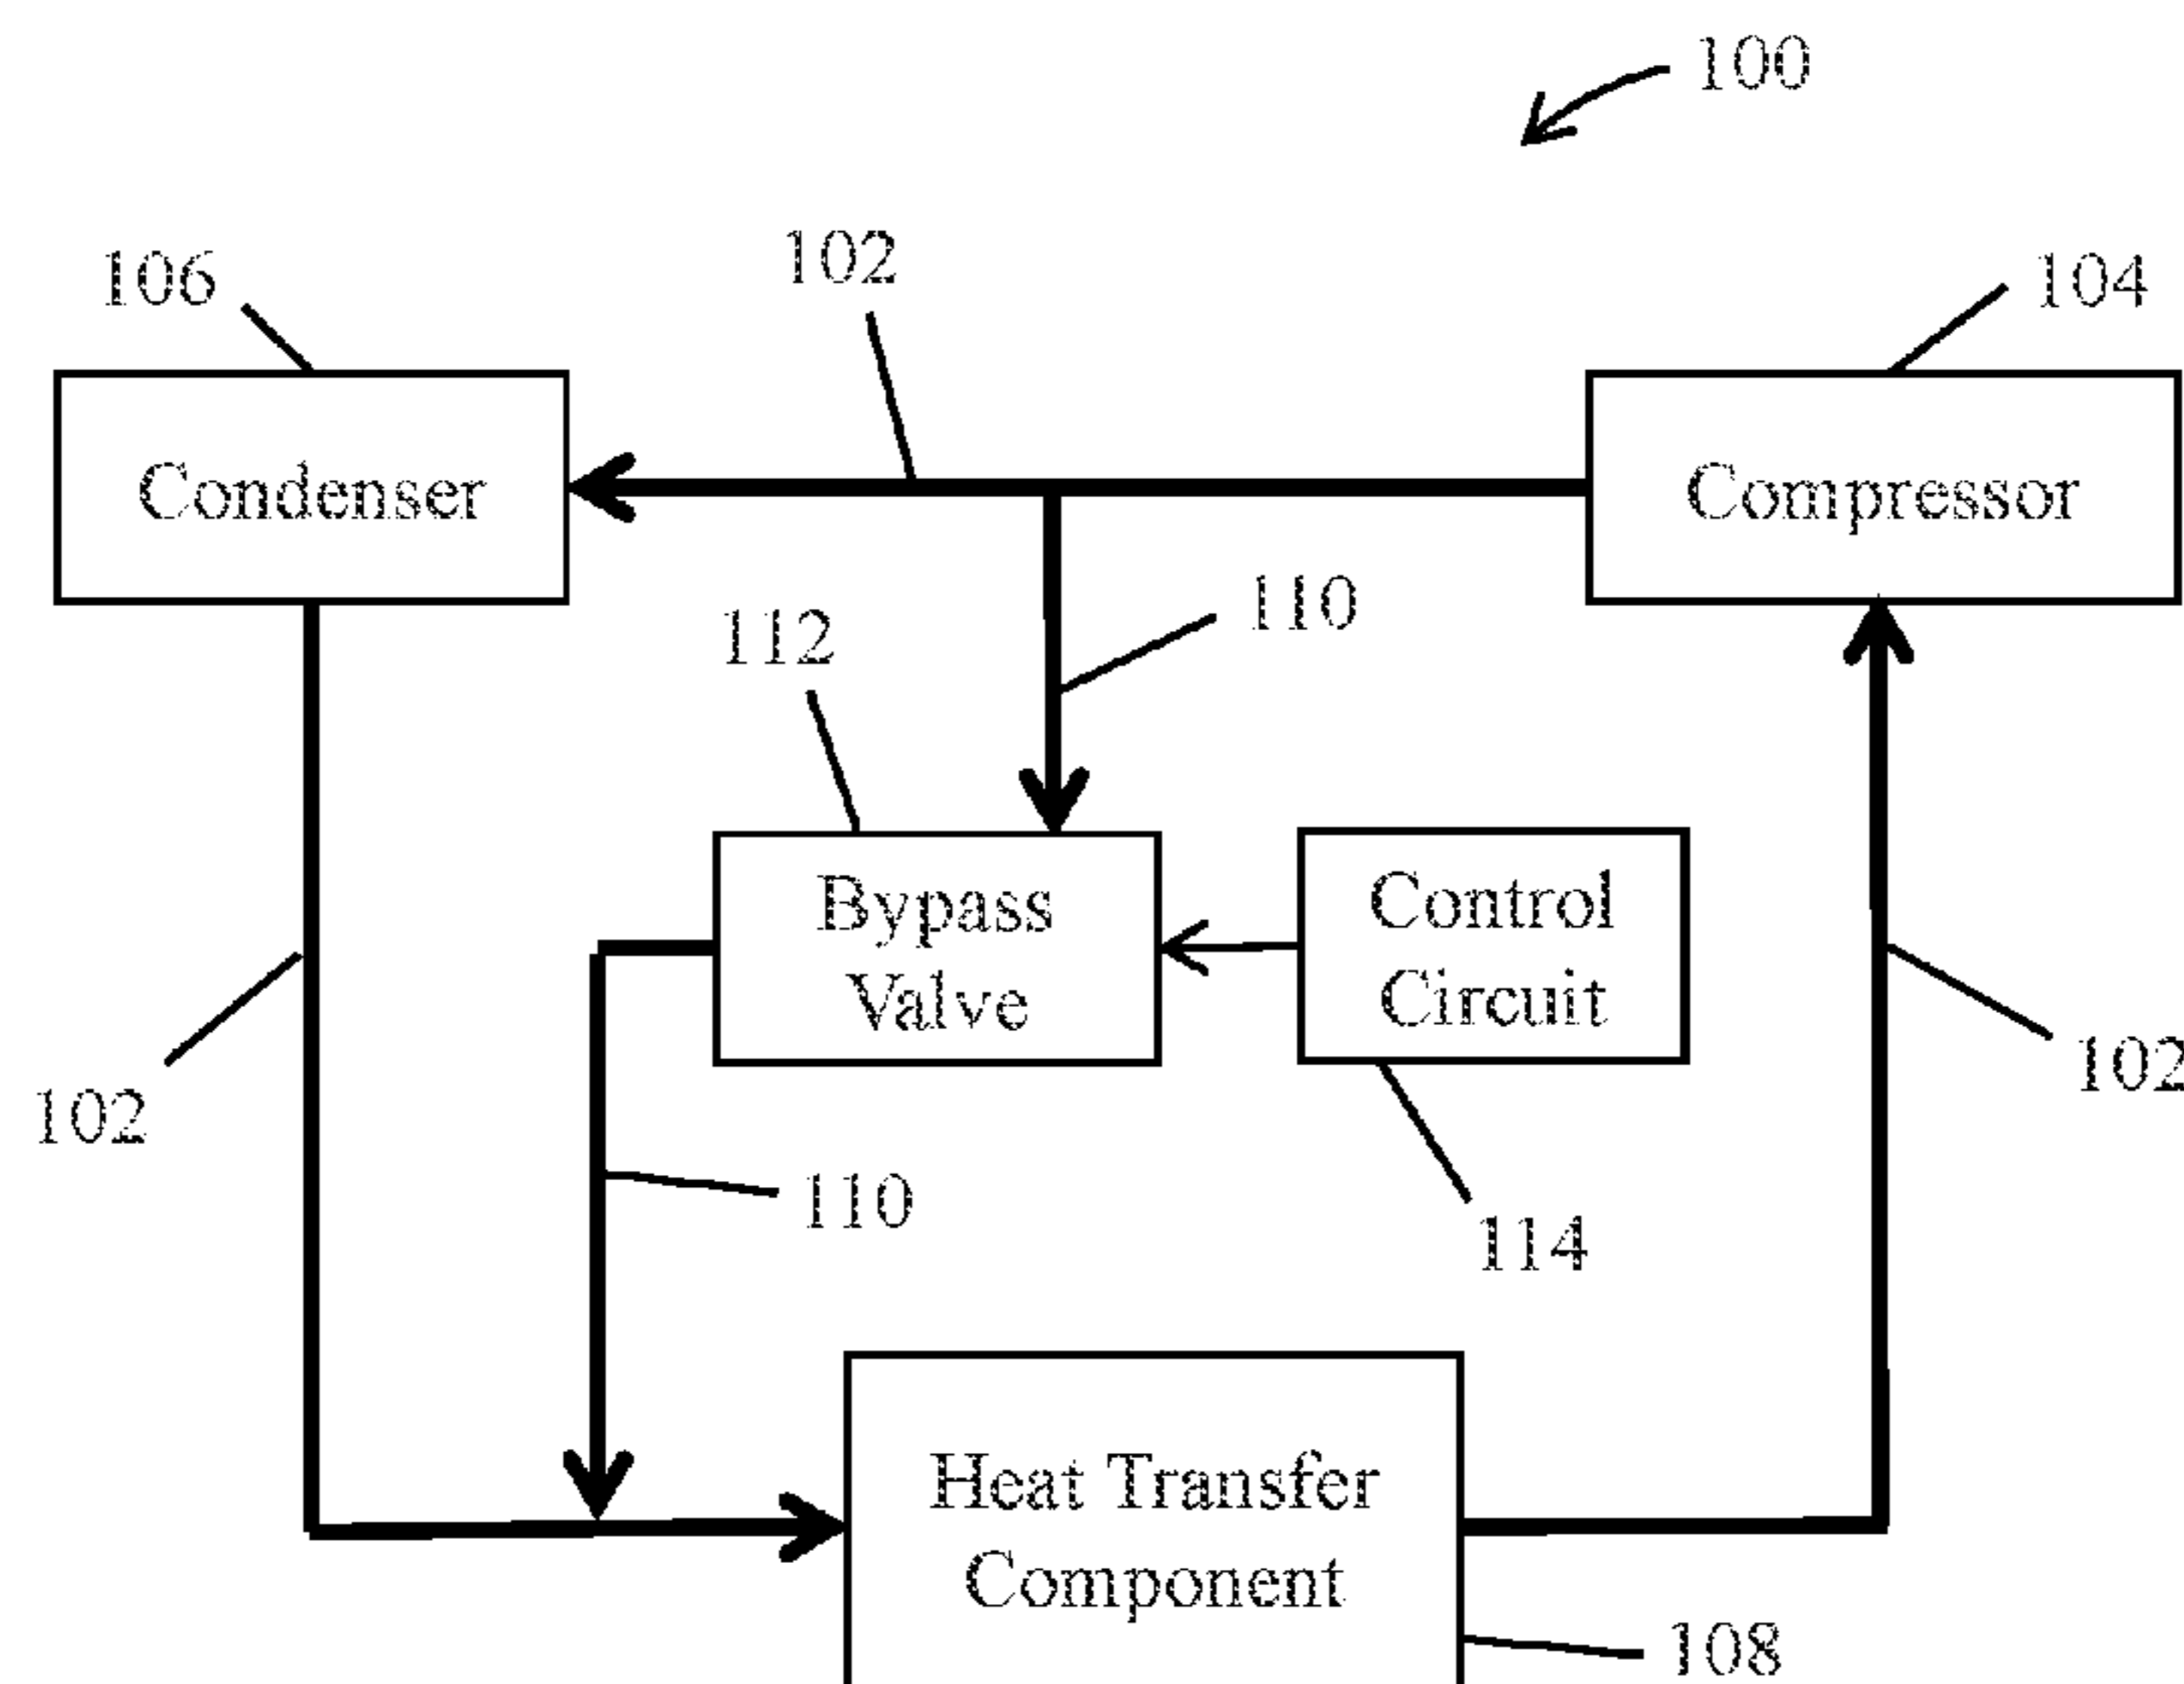 100
102
106
104
Condenser
Compressor
110
112
Bypass
Valve
Control
Circuit
102
102
110
114
Heat Transfer
Component
108